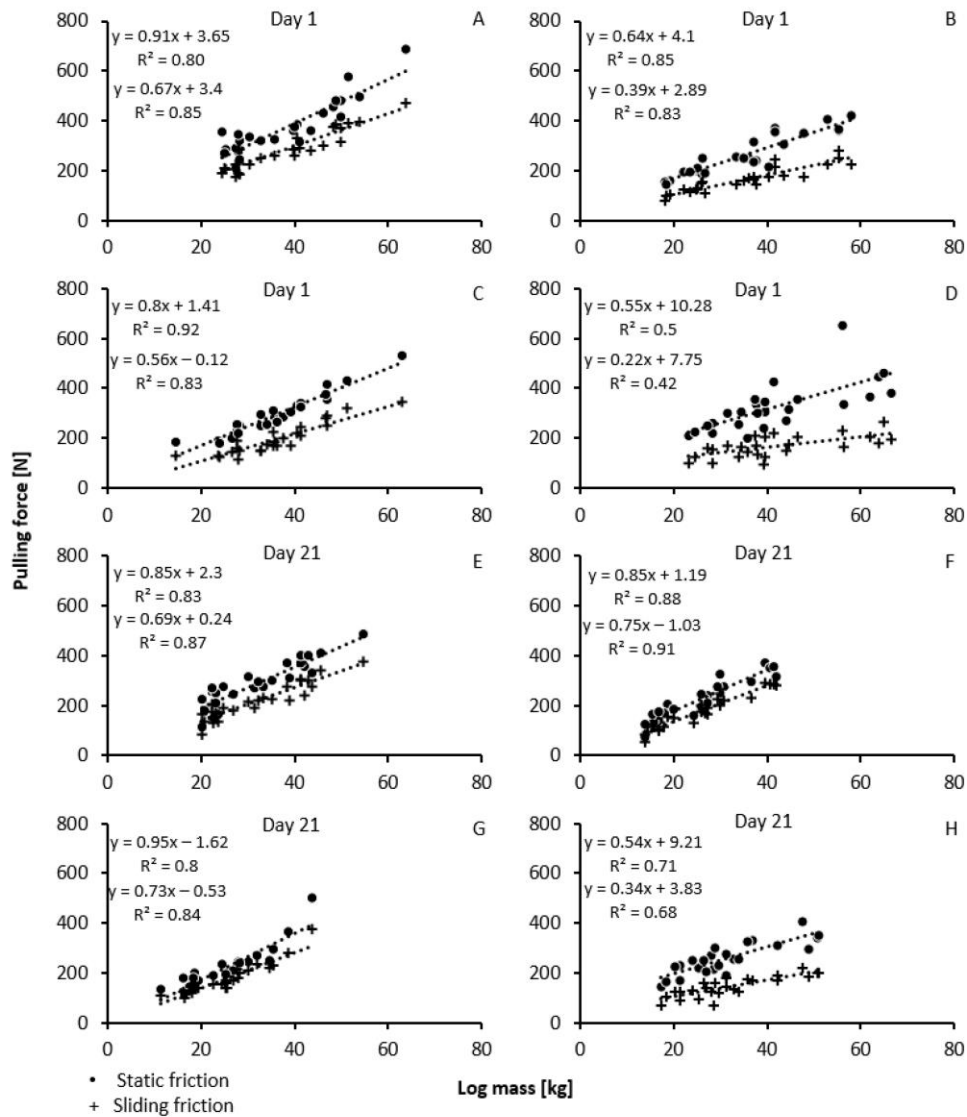 Day 1 A
y = 0.91x + 3.65
R² = 0.80
y = 0.67x + 3.4
R² = 0.85
800
600
400
200
0
0 20 40 60 80
Day 1 B
y = 0.64x + 4.1
R² = 0.85
y = 0.39x + 2.89
R² = 0.83
800
600
400
200
0
0 20 40 60 80
Day 1 C
y = 0.8x + 1.41
R² = 0.92
y = 0.56x – 0.12
R² = 0.83
800
600
400
200
0
0 20 40 60 80
Day 1 D
y = 0.55x + 10.28
R² = 0.5
y = 0.22x + 7.75
R² = 0.42
800
600
400
200
0
0 20 40 60 80
Pulling force [N]
Day 21 E
y = 0.85x + 2.3
R² = 0.83
y = 0.69x + 0.24
R² = 0.87
800
600
400
200
0
0 20 40 60 80
Day 21 F
y = 0.85x + 1.19
R² = 0.88
y = 0.75x – 1.03
R² = 0.91
800
600
400
200
0
0 20 40 60 80
Day 21 G
y = 0.95x – 1.62
R² = 0.8
y = 0.73x – 0.53
R² = 0.84
800
600
400
200
0
0 20 40 60 80
Day 21 H
y = 0.54x + 9.21
R² = 0.71
y = 0.34x + 3.83
R² = 0.68
800
600
400
200
0
0 20 40 60 80
Static friction
Sliding friction
Log mass [kg]